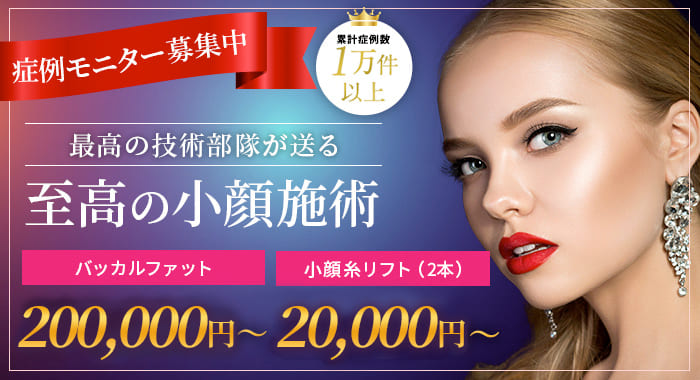 症例モニター募集中
累計症例数
1万件
以上
最高の技術部隊が送る
至高の小顔施術
バッカルファット
小顔糸リフト（2本）
200,000円～
20,000円～